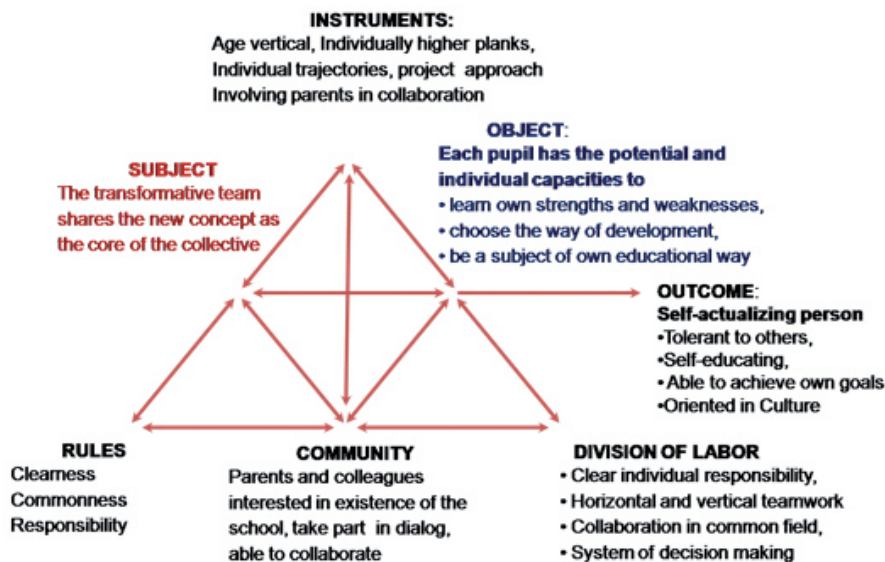 INSTRUMENTS:
Age vertical, Individually higher planks,
Individual trajectories, project approach
Involving parents in collaboration
OBJECT:
Each pupil has the potential and
individual capacities to
• learn own strengths and weaknesses,
• choose the way of development,
• be a subject of own educational way
SUBJECT
The transformative team
shares the new concept as
the core of the collective
OUTCOME:
Self-actualizing person
•Tolerant to others,
•Self-educating,
• Able to achieve own goals
•Oriented in Culture
RULES
Clearness
Commonness
Responsibility
COMMUNITY
Parents and colleagues
interested in existence of the
school, take part in dialog,
able to collaborate
DIVISION OF LABOR
• Clear individual responsibility,
• Horizontal and vertical teamwork
• Collaboration in common field,
• System of decision making